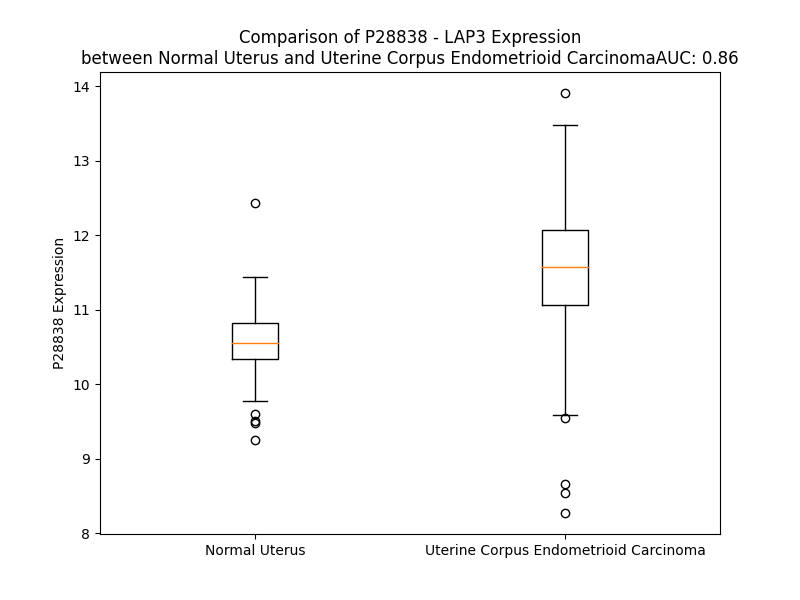 Comparison of P28838 - LAP3 Expression
between Normal Uterus and Uterine Corpus Endometrioid CarcinomaAUC: 0.86
14
13
12
11
10
9
8
P28838 Expression
Normal Uterus
Uterine Corpus Endometrioid Carcinoma